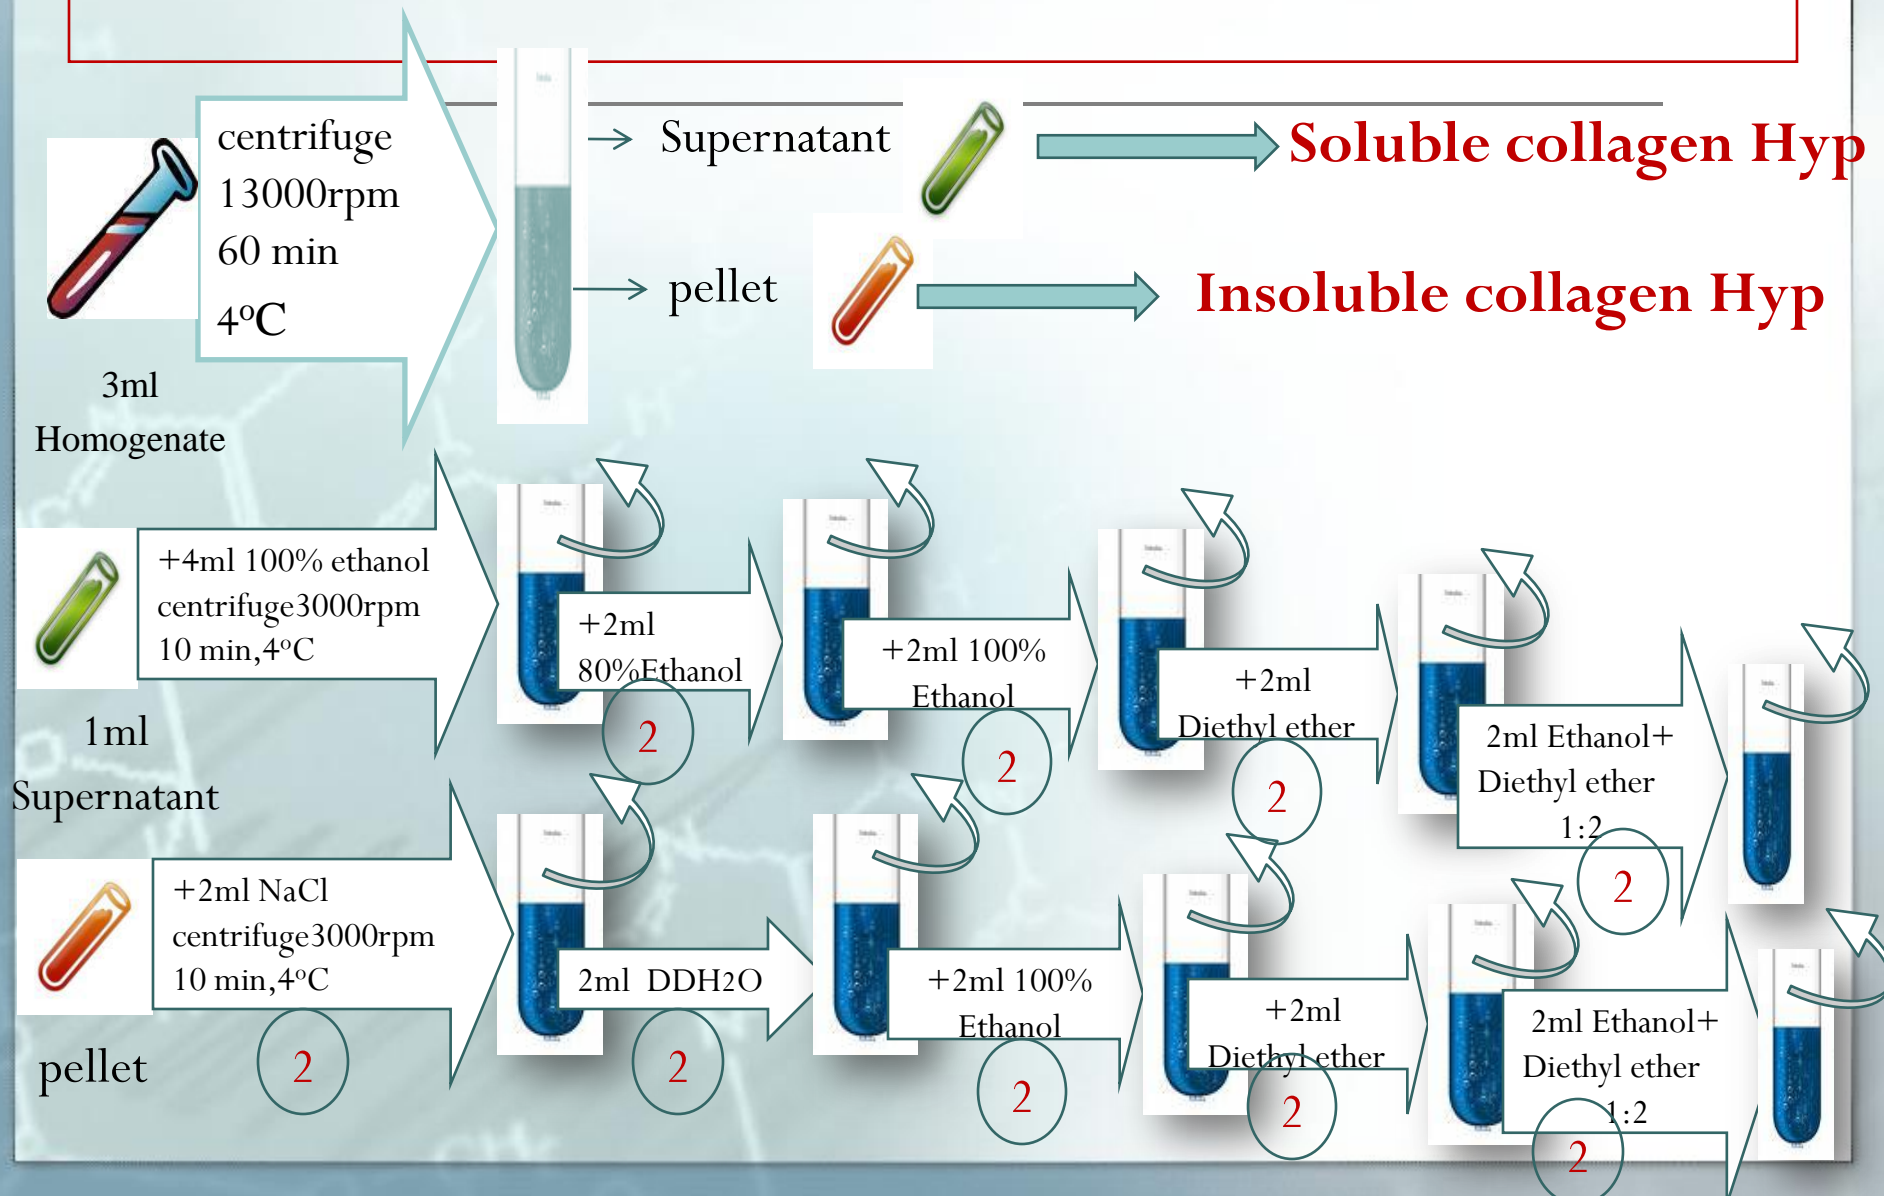 centrifuge
13000rpm
60 min
4ºC
Supernatant
Soluble collagen Hyp
pellet
Insoluble collagen Hyp
3ml
Homogenate
+4ml 100% ethanol
centrifuge3000rpm
10 min,4ºC
1ml
Supernatant
+2ml
80%Ethanol
2
+2ml 100%
Ethanol
2
+2ml
Diethyl ether
2
2ml Ethanol+
Diethyl ether
1:2
2
+2ml NaCl
centrifuge3000rpm
10 min,4ºC
pellet
2
2ml  DDH2O
2
+2ml 100%
Ethanol
2
+2ml
Diethyl ether
2
2ml Ethanol+
Diethyl ether
1:2
2